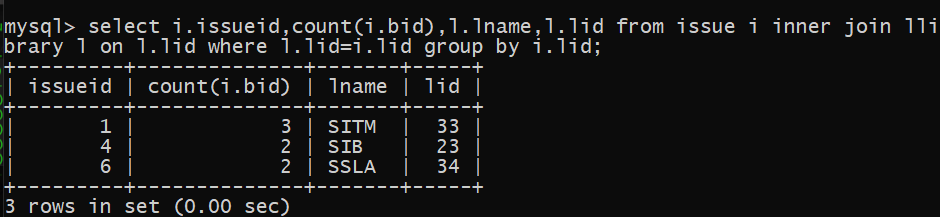 mysql> select i.issueid,count(i.bid),l.lname,l.lid from issue i inner join lli
brary l on l.lid where l.lid=i.lid group by i.lid;
+---------+--------------+-------+-----+
| issueid | count(i.bid) | lname | lid |
+---------+--------------+-------+-----+
|       1 |            3 | SITM  |  33 |
|       4 |            2 | SIB   |  23 |
|       6 |            2 | SSLA  |  34 |
+---------+--------------+-------+-----+
3 rows in set (0.00 sec)